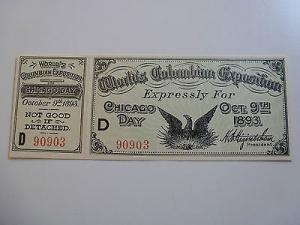 World's
Columbian Exposition
CHICAGO DAY
October 9th 1893.
NOT GOOD
IF
DETACHED.
D 90903
World's Columbian Exposition
Expressly For
CHICAGO DAY
OCT. 9TH 1893.
D
90903
President